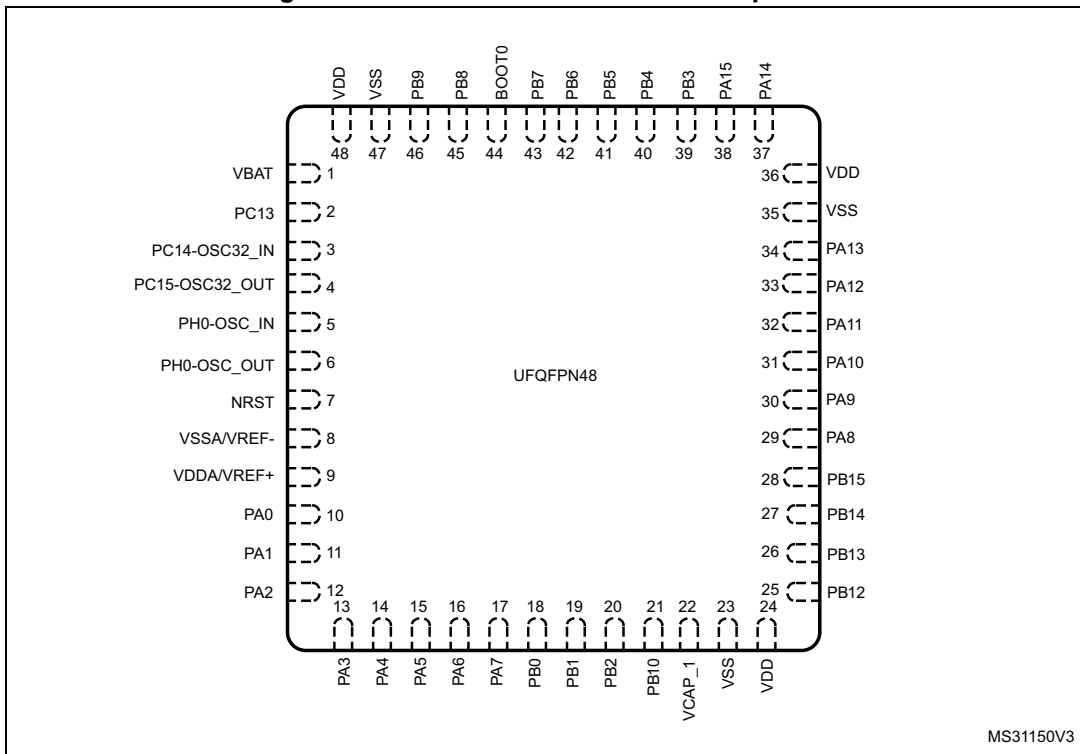 VDD VSS PB9 PB8 BOOT0 PB7 PB6 PB5 PB4 PB3 PA15 PA14
48 47 46 45 44 43 42 41 40 39 38 37
VBAT 1 36 VDD
PC13 2 35 VSS
PC14-OSC32_IN 3 34 PA13
PC15-OSC32_OUT 4 33 PA12
PH0-OSC_IN 5 32 PA11
PH0-OSC_OUT 6 31 PA10
UFQFPN48
NRST 7 30 PA9
VSSA/VREF- 8 29 PA8
VDDA/VREF+ 9 28 PB15
PA0 10 27 PB14
PA1 11 26 PB13
PA2 12 25 PB12
13 14 15 16 17 18 19 20 21 22 23 24
PA3 PA4 PA5 PA6 PA7 PB0 PB1 PB2 PB10 VCAP_1 VSS VDD
MS31150V3